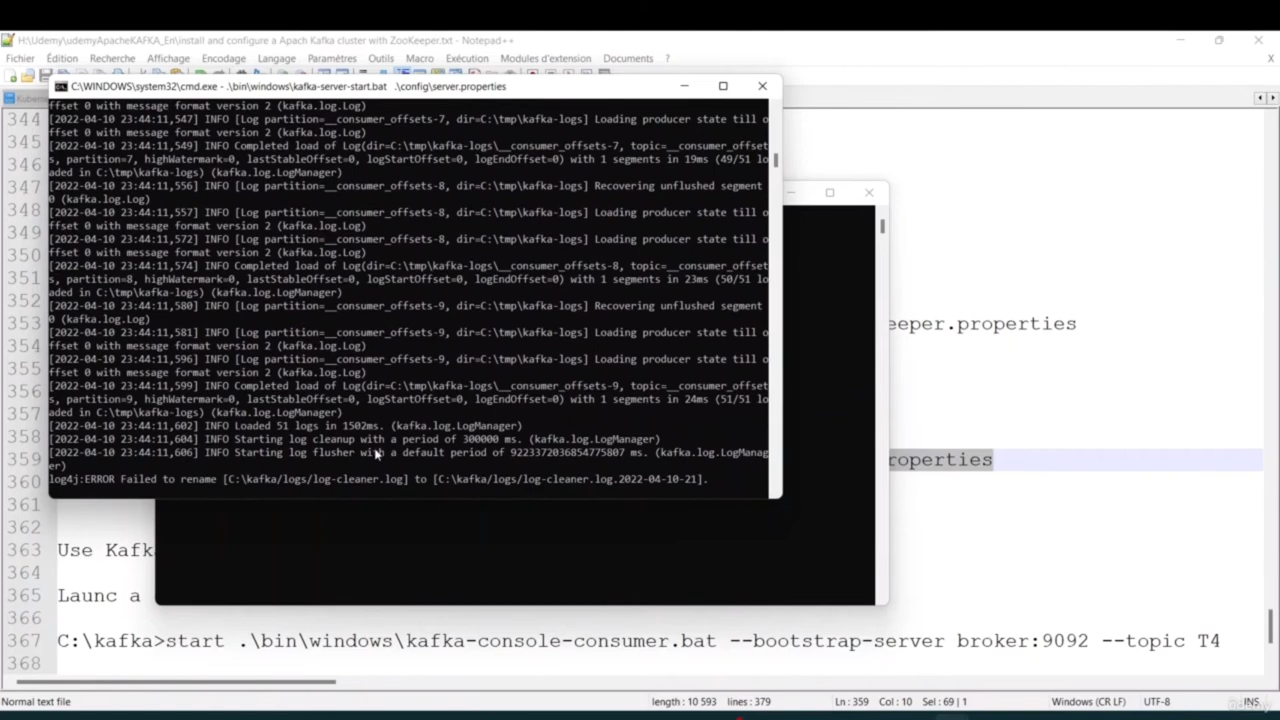 H:\Udemy\udemyApacheKAFKA_En\install and configure a Apach Kafka cluster with ZooKeeper.txt - Notepad++
Fichier Édition Recherche Affichage Encodage Langage Paramètres Outils Macro Exécution Modules d'extension Documents ? X
C:\WINDOWS\system32\cmd.exe - .\bin\windows\kafka-server-start.bat .\config\server.properties
ffset 0 with message format version 2 (kafka.log.Log)
[2022-04-10 23:44:11,547] INFO [Log partition=__consumer_offsets-7, dir=C:\tmp\kafka-logs] Loading producer state till o
ffset 0 with message format version 2 (kafka.log.Log)
[2022-04-10 23:44:11,549] INFO Completed load of Log(dir=C:\tmp\kafka-logs\__consumer_offsets-7, topic=__consumer_offset
s, partition=7, highWatermark=0, lastStableOffset=0, logStartOffset=0, logEndOffset=0) with 1 segments in 19ms (49/51 lo
aded in C:\tmp\kafka-logs) (kafka.log.LogManager)
[2022-04-10 23:44:11,556] INFO [Log partition=__consumer_offsets-8, dir=C:\tmp\kafka-logs] Recovering unflushed segment
0 (kafka.log.Log)
[2022-04-10 23:44:11,557] INFO [Log partition=__consumer_offsets-8, dir=C:\tmp\kafka-logs] Loading producer state till o
ffset 0 with message format version 2 (kafka.log.Log)
[2022-04-10 23:44:11,572] INFO [Log partition=__consumer_offsets-8, dir=C:\tmp\kafka-logs] Loading producer state till o
ffset 0 with message format version 2 (kafka.log.Log)
[2022-04-10 23:44:11,574] INFO Completed load of Log(dir=C:\tmp\kafka-logs\__consumer_offsets-8, topic=__consumer_offset
s, partition=8, highWatermark=0, lastStableOffset=0, logStartOffset=0, logEndOffset=0) with 1 segments in 23ms (50/51 lo
aded in C:\tmp\kafka-logs) (kafka.log.LogManager)
[2022-04-10 23:44:11,580] INFO [Log partition=__consumer_offsets-9, dir=C:\tmp\kafka-logs] Recovering unflushed segment
0 (kafka.log.Log)
[2022-04-10 23:44:11,581] INFO [Log partition=__consumer_offsets-9, dir=C:\tmp\kafka-logs] Loading producer state till o
ffset 0 with message format version 2 (kafka.log.Log)
[2022-04-10 23:44:11,596] INFO [Log partition=__consumer_offsets-9, dir=C:\tmp\kafka-logs] Loading producer state till o
ffset 0 with message format version 2 (kafka.log.Log)
[2022-04-10 23:44:11,599] INFO Completed load of Log(dir=C:\tmp\kafka-logs\__consumer_offsets-9, topic=__consumer_offset
s, partition=9, highWatermark=0, lastStableOffset=0, logStartOffset=0, logEndOffset=0) with 1 segments in 24ms (51/51 lo
aded in C:\tmp\kafka-logs) (kafka.log.LogManager)
[2022-04-10 23:44:11,602] INFO Loaded 51 logs in 1502ms. (kafka.log.LogManager)
[2022-04-10 23:44:11,604] INFO Starting log cleanup with a period of 300000 ms. (kafka.log.LogManager)
[2022-04-10 23:44:11,606] INFO Starting log flusher with a default period of 9223372036854775807 ms. (kafka.log.LogManag
er)
log4j:ERROR Failed to rename [C:\kafka/logs/log-cleaner.log] to [C:\kafka/logs/log-cleaner.log.2022-04-10-21].
344
345
346
347
348
349
350
351
352
353 eeper.properties
354
355
356
357
358
359 roperties
360
361
362
363 Use Kafk
364
365 Launc a
366
367 C:\kafka>start .\bin\windows\kafka-console-consumer.bat --bootstrap-server broker:9092 --topic T4
368
Normal text file length : 10 593 lines : 379 Ln : 359 Col : 10 Sel : 69 | 1 Windows (CR LF) UTF-8 INS